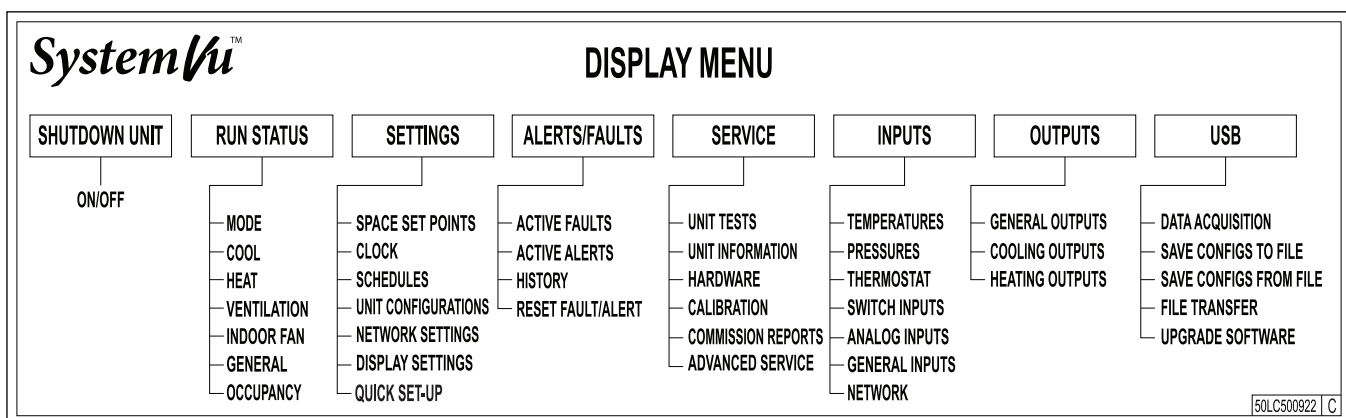 SystemVu™
DISPLAY MENU
SHUTDOWN UNIT
ON/OFF
RUN STATUS
MODE
COOL
HEAT
VENTILATION
INDOOR FAN
GENERAL
OCCUPANCY
SETTINGS
SPACE SET POINTS
CLOCK
SCHEDULES
UNIT CONFIGURATIONS
NETWORK SETTINGS
DISPLAY SETTINGS
QUICK SET-UP
ALERTS/FAULTS
ACTIVE FAULTS
ACTIVE ALERTS
HISTORY
RESET FAULT/ALERT
SERVICE
UNIT TESTS
UNIT INFORMATION
HARDWARE
CALIBRATION
COMMISSION REPORTS
ADVANCED SERVICE
INPUTS
TEMPERATURES
PRESSURES
THERMOSTAT
SWITCH INPUTS
ANALOG INPUTS
GENERAL INPUTS
NETWORK
OUTPUTS
GENERAL OUTPUTS
COOLING OUTPUTS
HEATING OUTPUTS
USB
DATA ACQUISITION
SAVE CONFIGS TO FILE
SAVE CONFIGS FROM FILE
FILE TRANSFER
UPGRADE SOFTWARE
50LC500922 C